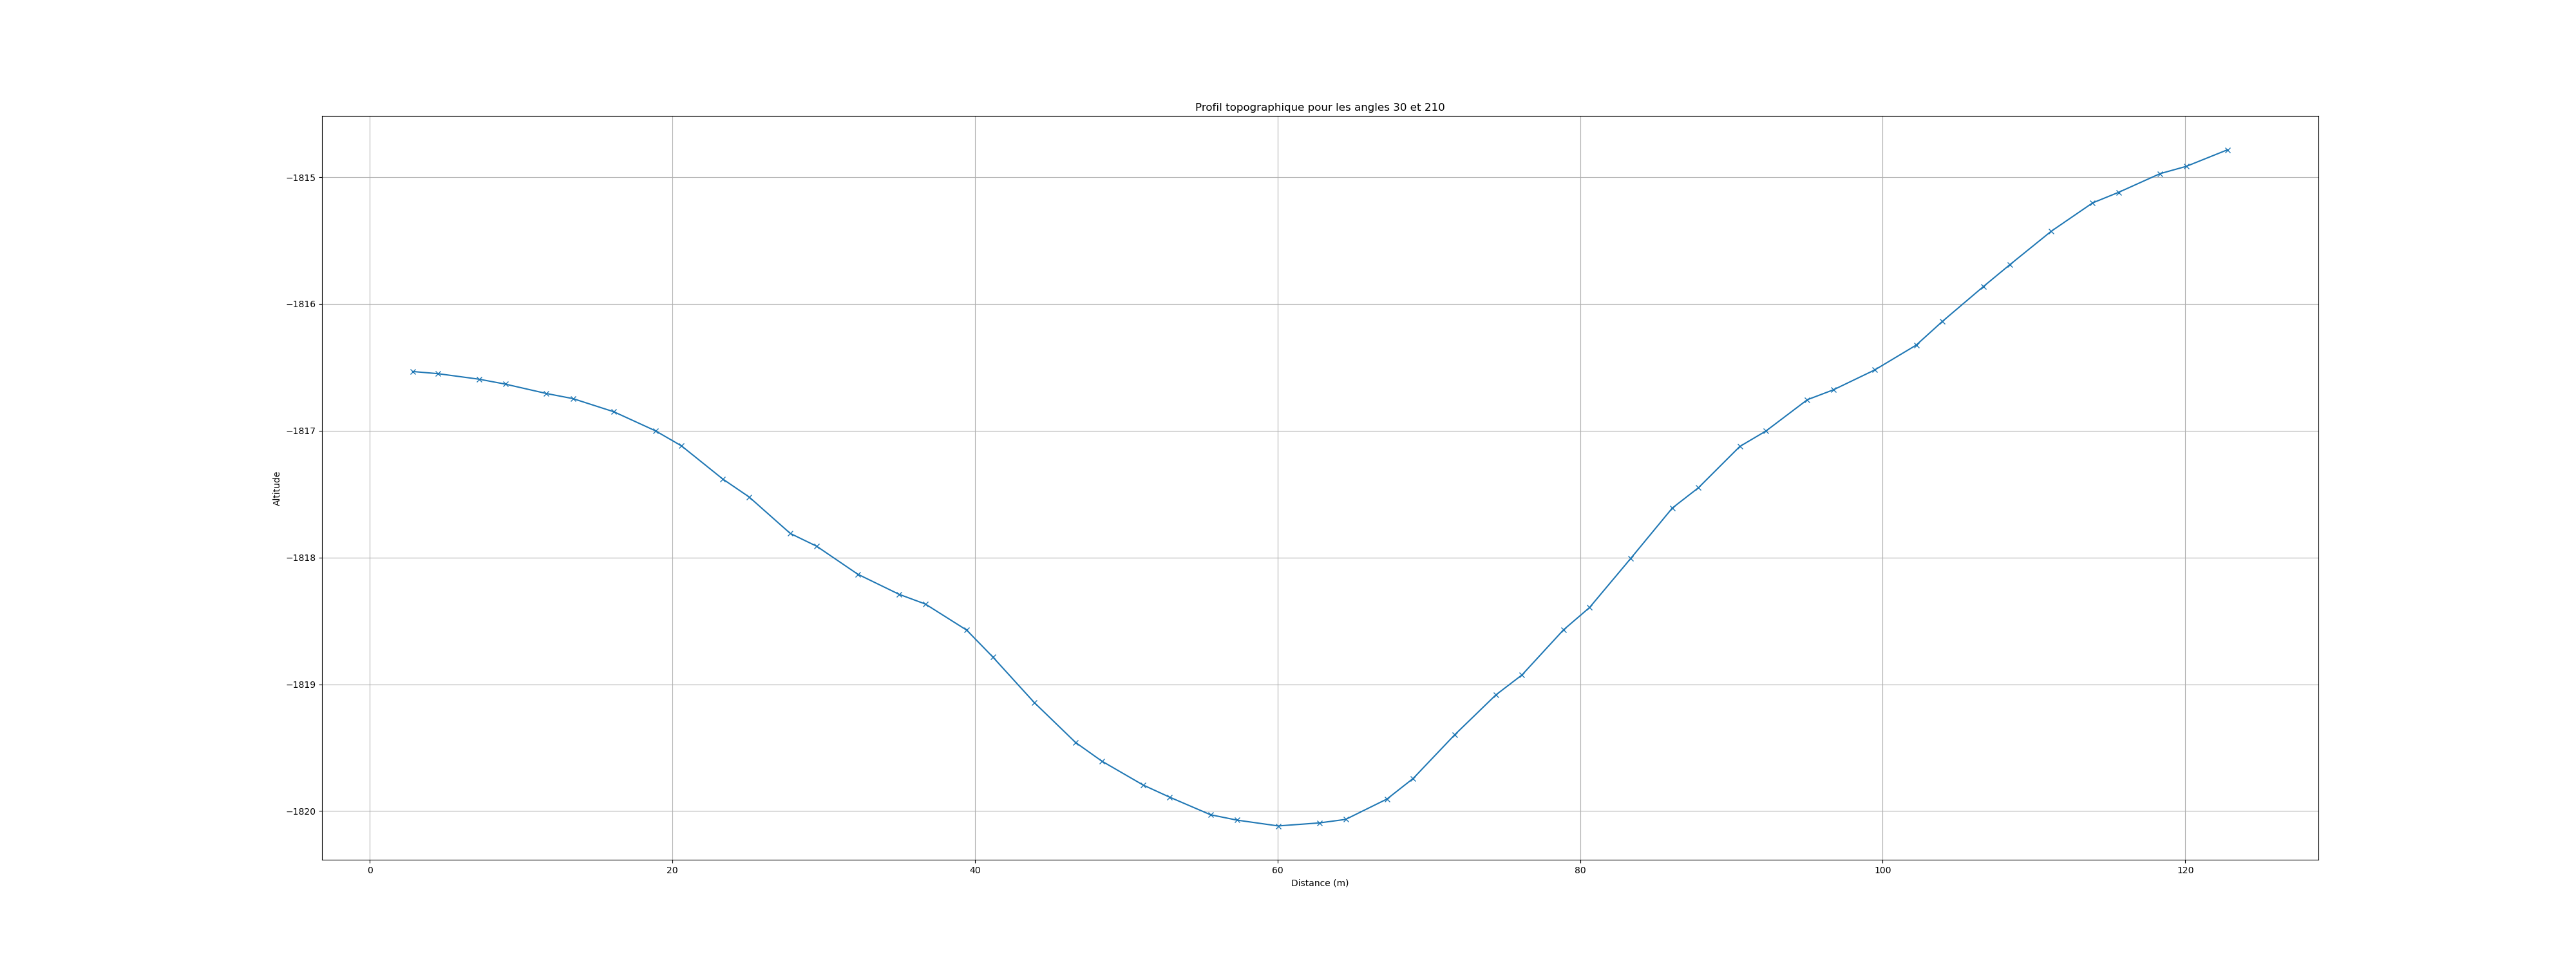 Profil topographique pour les angles 30 et 210
−1815
−1816
−1817
−1818
−1819
−1820
Altitude
0 20 40 60 80 100 120
Distance (m)